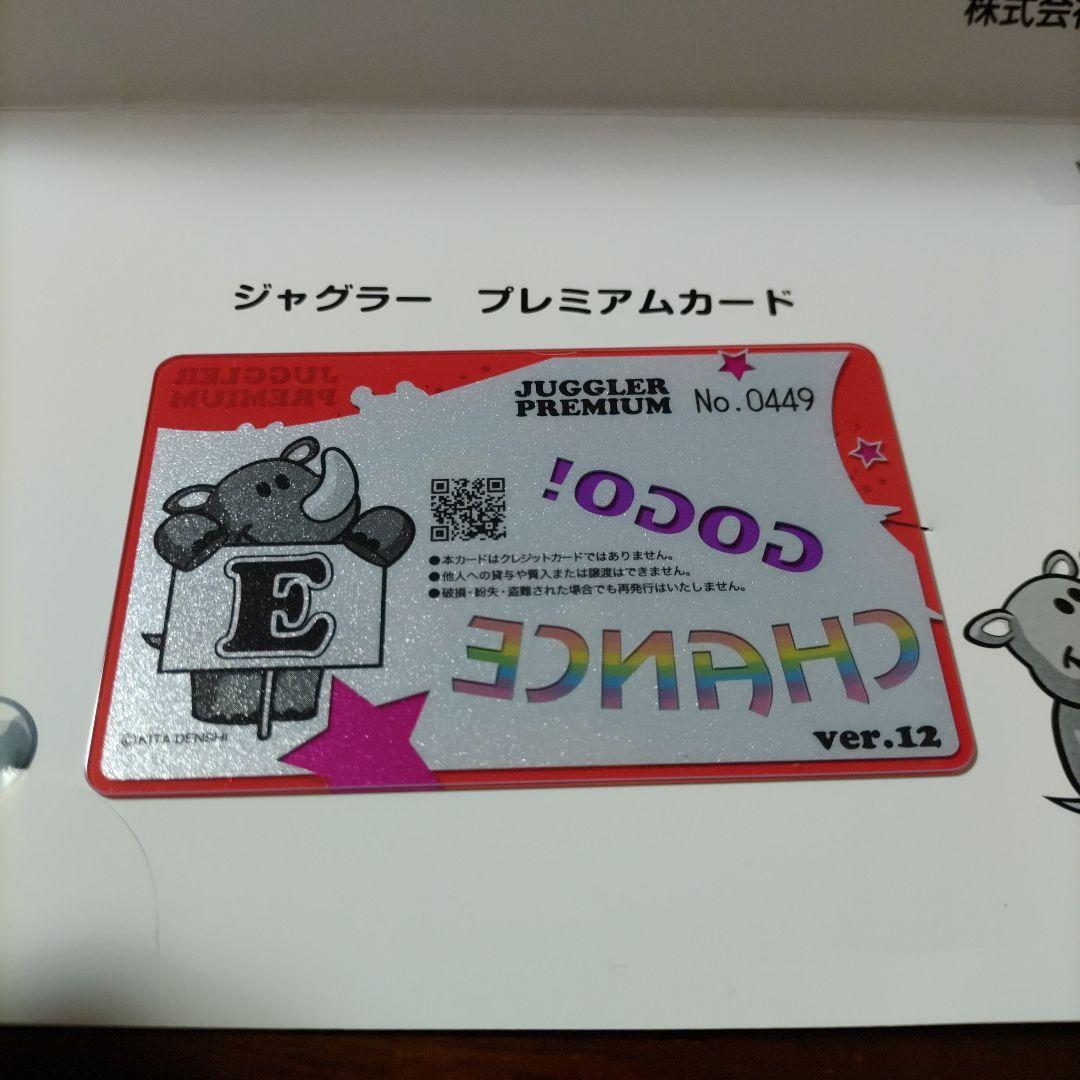 株式会
ジャグラー プレミアムカード
JUGGLER
PREMIUM
JUGGLER
PREMIUM
No.0449
GOGO!
●本カードはクレジットカードではありません。
●他人への貸与や質入または譲渡はできません。
●破損・紛失・盗難された場合でも再発行はいたしません。
E
CHANCE
©KITA DENSHI
ver.12